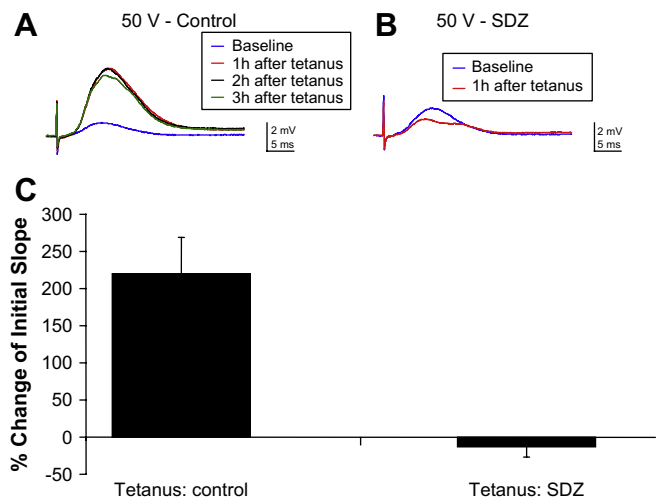 A
50 V - Control
Baseline
1h after tetanus
2h after tetanus
3h after tetanus
2 mV
5 ms
B
50 V - SDZ
Baseline
1h after tetanus
2 mV
5 ms
C
% Change of Initial Slope
300
250
200
150
100
50
0
-50
Tetanus: control
Tetanus: SDZ